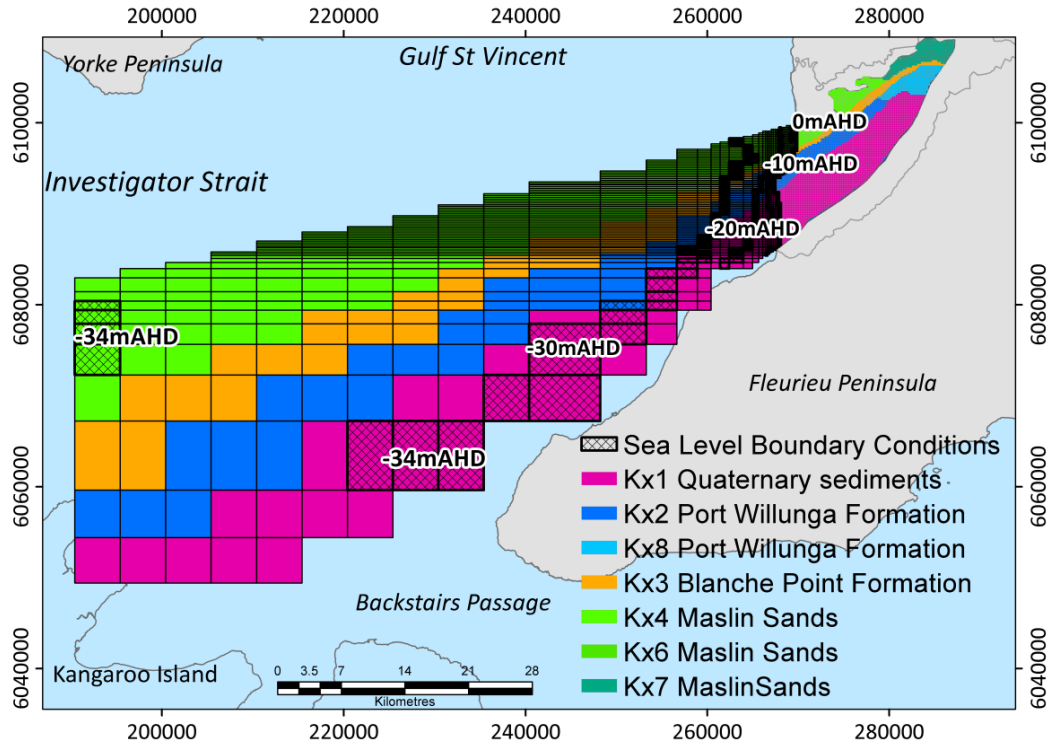 200000 220000 240000 260000 280000
Yorke Peninsula
Gulf St Vincent
6100000
6100000
0mAHD
-10mAHD
Investigator Strait
-20mAHD
6080000
6080000
-34mAHD
-30mAHD
Fleurieu Peninsula
-34mAHD
6060000
6060000
Sea Level Boundary Conditions
Kx1 Quaternary sediments
Kx2 Port Willunga Formation
Kx8 Port Willunga Formation
Kx3 Blanche Point Formation
Kx4 Maslin Sands
Kx6 Maslin Sands
Kx7 MaslinSands
Backstairs Passage
Kangaroo Island
0 3.5 7 14 21 28
Kilometres
6040000
6040000
200000 220000 240000 260000 280000